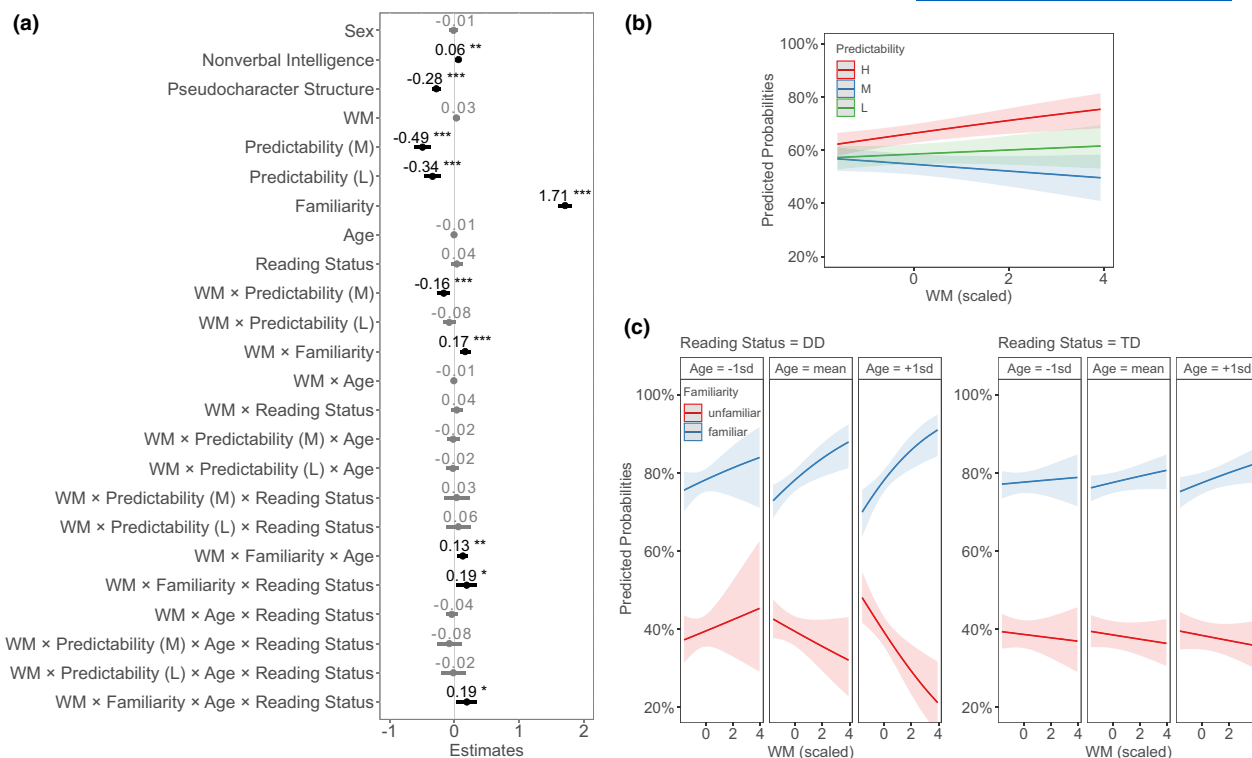 (a)
Sex
-0.01
Nonverbal Intelligence
0.06 **
Pseudocharacter Structure
-0.28 ***
WM
0.03
Predictability (M)
-0.49 ***
Predictability (L)
-0.34 ***
Familiarity
1.71 ***
Age
-0.01
Reading Status
0.04
WM × Predictability (M)
-0.16 ***
WM × Predictability (L)
-0.08
WM × Familiarity
0.17 ***
WM × Age
-0.01
WM × Reading Status
0.04
WM × Predictability (M) × Age
-0.02
WM × Predictability (L) × Age
-0.02
WM × Predictability (M) × Reading Status
0.03
WM × Predictability (L) × Reading Status
0.06
WM × Familiarity × Age
0.13 **
WM × Familiarity × Reading Status
0.19 *
WM × Age × Reading Status
-0.04
WM × Predictability (M) × Age × Reading Status
-0.08
WM × Predictability (L) × Age × Reading Status
-0.02
WM × Familiarity × Age × Reading Status
0.19 *
-1 0 1 2
Estimates
(b)
Predicted Probabilities
100%
80%
60%
40%
20%
Predictability
H
M
L
0 2 4
WM (scaled)
(c)
Predicted Probabilities
Reading Status = DD
Age = -1sd Age = mean Age = +1sd
100%
80%
60%
40%
20%
Familiarity
unfamiliar
familiar
0 2 4 0 2 4 0 2 4
WM (scaled)
Reading Status = TD
Age = -1sd Age = mean Age = +1sd
100%
80%
60%
40%
20%
0 2 4 0 2 4 0 2 4
WM (scaled)